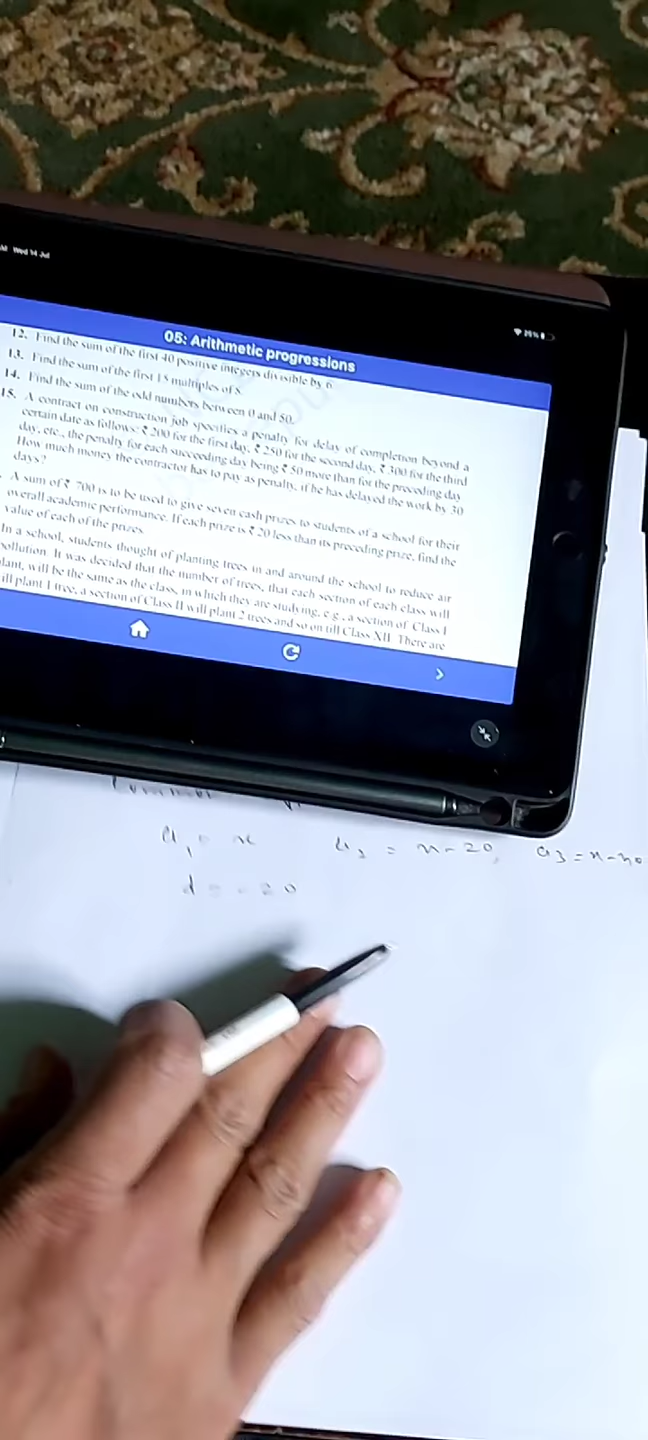 Wed 14 Jul
25%
05: Arithmetic progressions
12. Find the sum of the first 40 positive integers divisible by 6.
13. Find the sum of the first 15 multiples of 8.
14. Find the sum of the odd numbers between 0 and 50.
15. A contract on construction job specifies a penalty for delay of completion beyond a
certain date as follows: ₹ 200 for the first day, ₹ 250 for the second day, ₹ 300 for the third
day, etc., the penalty for each succeeding day being ₹ 50 more than for the preceding day
How much money the contractor has to pay as penalty, if he has delayed the work by 30
days?
A sum of ₹ 700 is to be used to give seven cash prizes to students of a school for their
overall academic performance. If each prize is ₹ 20 less than its preceding prize, find the
value of each of the prizes.
In a school, students thought of planting trees in and around the school to reduce air
pollution. It was decided that the number of trees, that each section of each class will
plant, will be the same as the class, in which they are studying, e.g., a section of Class I
ill plant 1 tree, a section of Class II will plant 2 trees and so on till Class XII. There are
a₁ = x = x - 20, a₃ = x - 40
d = - 20